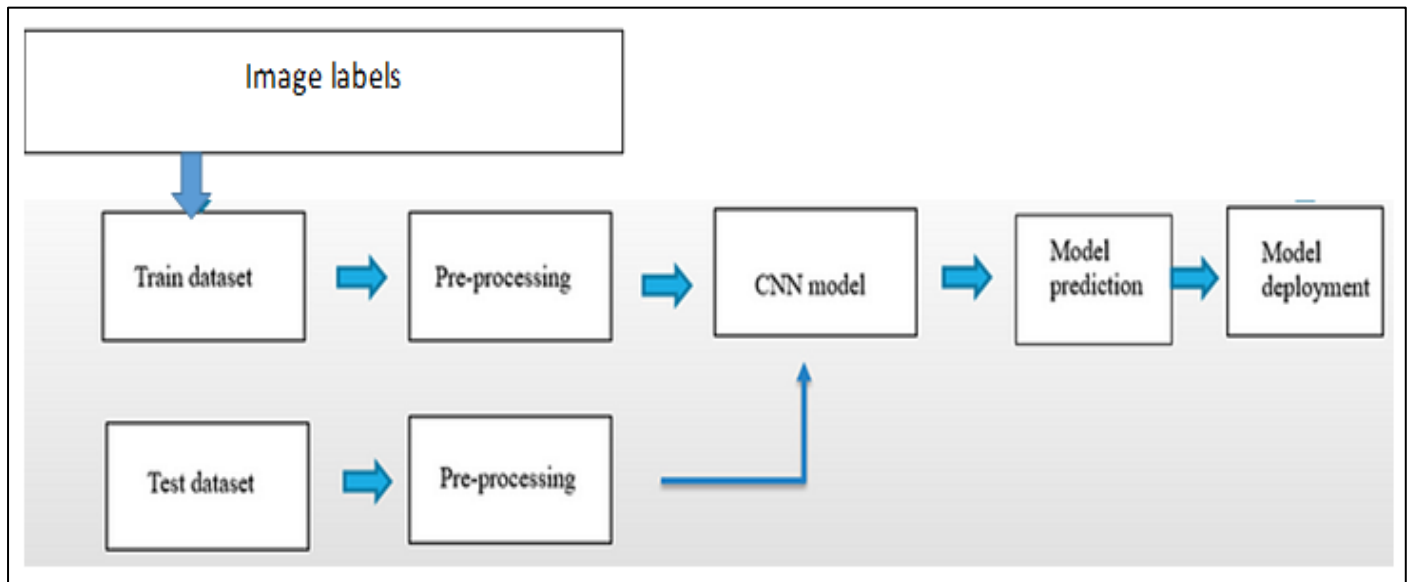 Image labels
Train dataset
Pre-processing
CNN model
Model
prediction
Model
deployment
Test dataset
Pre-processing